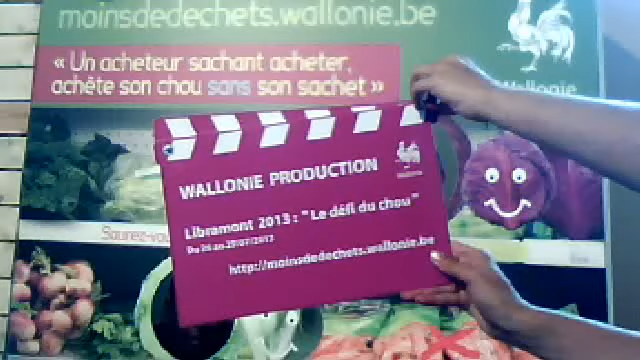 moinsdedechets.wallonie.be
« Un acheteur sachant acheter,
achète son chou sans son sachet »
Wallonie
WALLONIE PRODUCTION
Libramont 2013 : "Le défi du chou"
http://moinsdedechets.wallonie.be